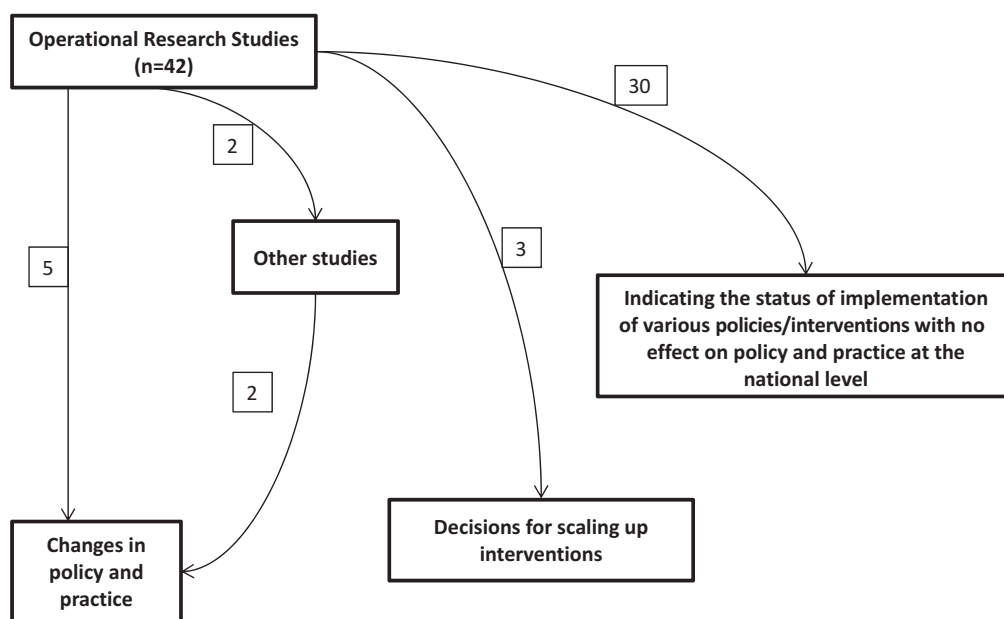 Operational Research Studies
(n=42)
30
2
5
3
Other studies
Indicating the status of implementation
of various policies/interventions with no
effect on policy and practice at the
national level
2
Decisions for scaling up
interventions
Changes in
policy and
practice